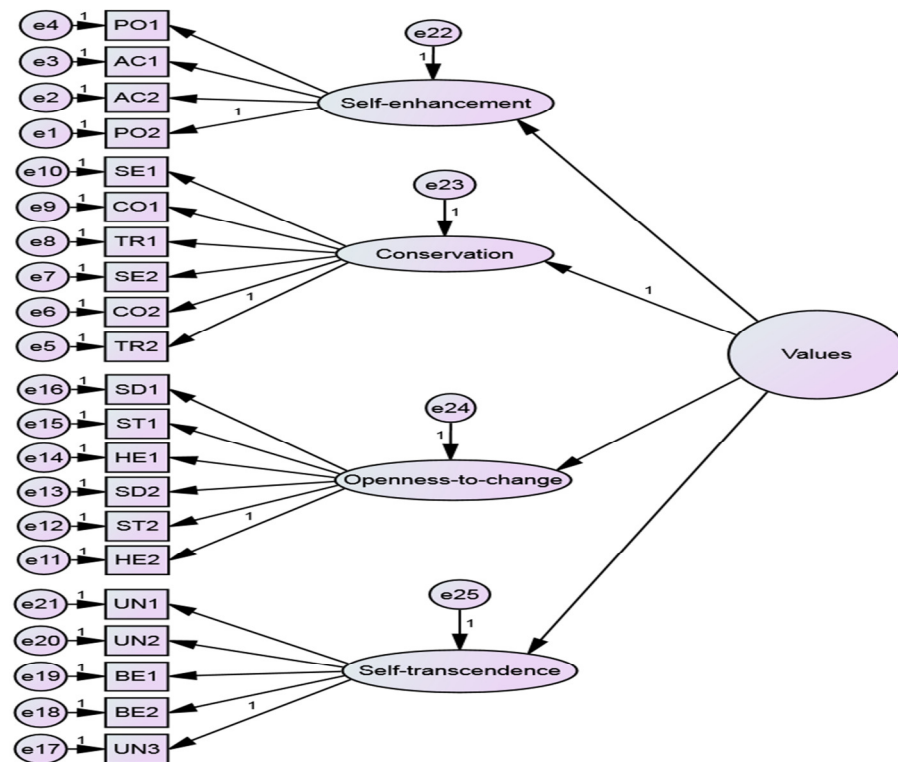 e4 1 PO1
e22
e3 1 AC1
1
e2 1 AC2
Self-enhancement
e1 1 PO2
1
e10 1 SE1
e23
e9 1 CO1
1
e8 1 TR1
Conservation
e7 1 SE2
1
e6 1 CO2
1
e5 1 TR2
Values
e16 1 SD1
e24
e15 1 ST1
1
e14 1 HE1
Openness-to-change
e13 1 SD2
e12 1 ST2
1
e11 1 HE2
e21 1 UN1
e25
e20 1 UN2
1
e19 1 BE1
Self-transcendence
e18 1 BE2
1
e17 1 UN3